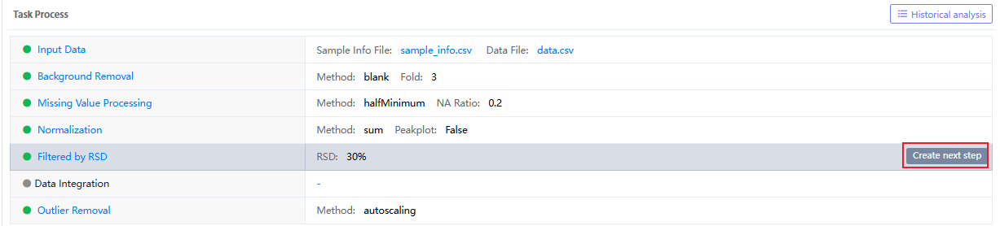 Task Process
Historical analysis
Input Data Sample Info File: sample_info.csv Data File: data.csv
Background Removal Method: blank Fold: 3
Missing Value Processing Method: halfMinimum NA Ratio: 0.2
Normalization Method: sum Peakplot: False
Filtered by RSD RSD: 30% Create next step
Data Integration -
Outlier Removal Method: autoscaling